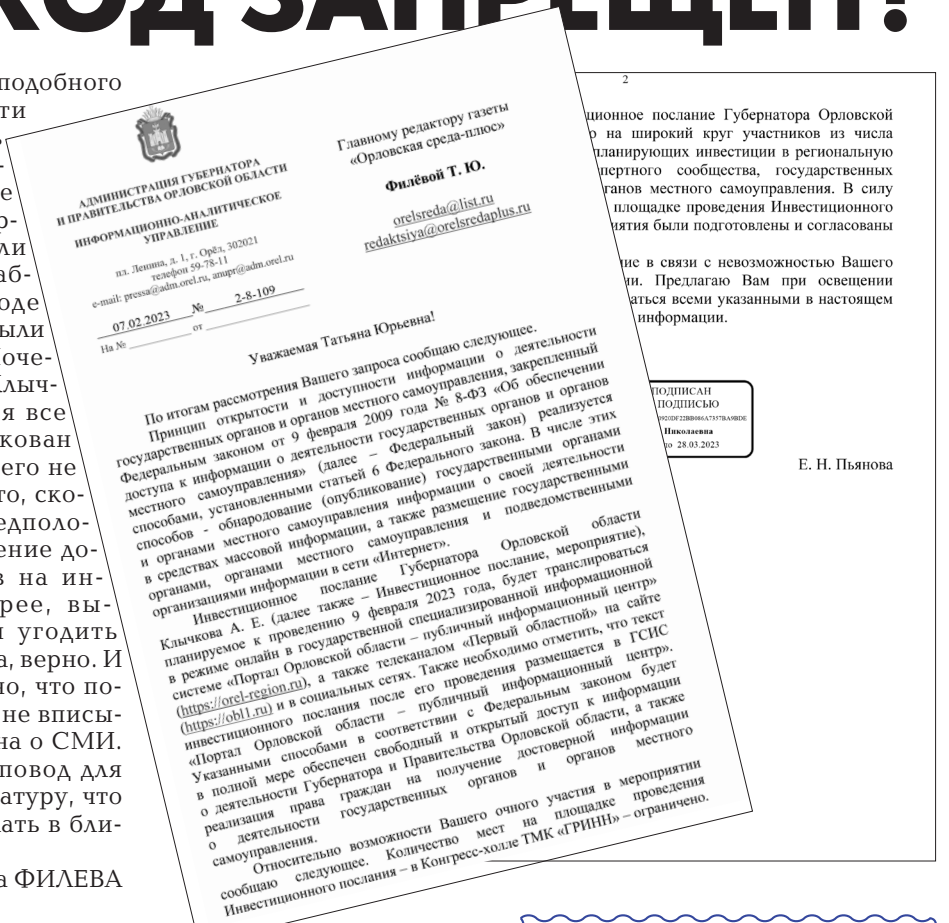 КОД ЗАПРЕЩЕН!
подобного
ти
е
р-
ли
аб-
оде
ыли
оче-
лыч-
я все
кован
его не
то, ско-
едполо-
ение до-
в на ин-
рее, вы-
и угодить
а, верно. И
но, что по-
не вписы-
на о СМИ.
повод для
атуру, что
ать в бли-
а ФИЛЕВА
АДМИНИСТРАЦИЯ ГУБЕРНАТОРА
И ПРАВИТЕЛЬСТВА ОРЛОВСКОЙ ОБЛАСТИ
ИНФОРМАЦИОННО-АНАЛИТИЧЕСКОЕ
УПРАВЛЕНИЕ
пл. Ленина, д. 1, г. Орёл, 302021
телефон 59-78-11
e-mail: pressa@adm.orel.ru, anupr@adm.orel.ru
07.02.2023 № 2-8-109
На № от
Главному редактору газеты
«Орловская среда-плюс»
Филёвой Т. Ю.
orelsreda@list.ru
redaktsiya@orelsredaplus.ru
Уважаемая Татьяна Юрьевна!
По итогам рассмотрения Вашего запроса сообщаю следующее.
Принцип открытости и доступности информации о деятельности
государственных органов и органов местного самоуправления, закрепленный
Федеральным законом от 9 февраля 2009 года № 8-ФЗ «Об обеспечении
доступа к информации о деятельности государственных органов и органов
местного самоуправления» (далее – Федеральный закон) реализуется
способами, установленными статьей 6 Федерального закона. В числе этих
способов - обнародование (опубликование) государственными органами
и органами местного самоуправления информации о своей деятельности
в средствах массовой информации, а также размещение государственными
органами, органами местного самоуправления и подведомственными
организациями информации в сети «Интернет».
Инвестиционное послание Губернатора Орловской области
Клычкова А. Е. (далее также – Инвестиционное послание, мероприятие),
планируемое к проведению 9 февраля 2023 года, будет транслироваться
в режиме онлайн в государственной специализированной информационной
системе «Портал Орловской области – публичный информационный центр»
(https://orel-region.ru), а также телеканалом «Первый областной» на сайте
(https://obl1.ru) и в социальных сетях. Также необходимо отметить, что текст
инвестиционного послания после его проведения размещается в ГСИС
«Портал Орловской области – публичный информационный центр».
Указанными способами в соответствии с Федеральным законом будет
в полной мере обеспечен свободный и открытый доступ к информации
о деятельности Губернатора и Правительства Орловской области, а также
реализация права граждан на получение достоверной информации
о деятельности государственных органов и органов местного
самоуправления.
Относительно возможности Вашего очного участия в мероприятии
сообщаю следующее. Количество мест на площадке проведения
Инвестиционного послания – в Конгресс-холле ТМК «ГРИНН» – ограничено.
2
ционное послание Губернатора Орловской
о на широкий круг участников из числа
планирующих инвестиции в региональную
пертного сообщества, государственных
ганов местного самоуправления. В силу
площадке проведения Инвестиционного
иятия были подготовлены и согласованы
ие в связи с невозможностью Вашего
ии. Предлагаю Вам при освещении
аться всеми указанными в настоящем
информации.
ПОДПИСАН
ПОДПИСЬЮ
Николаевна
до 28.03.2023
Е. Н. Пьянова